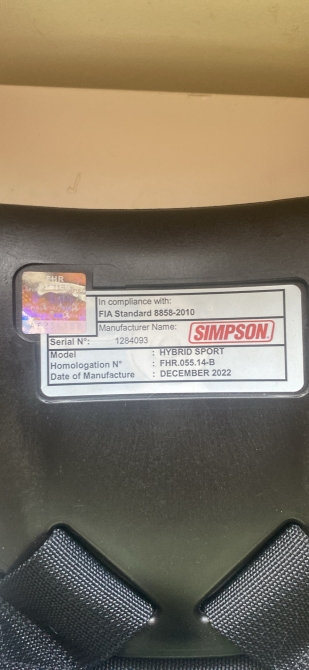 FHR
In compliance with:
FIA Standard 8858-2010
Manufacturer Name: SIMPSON
Serial N°: 1284093
Model : HYBRID SPORT
Homologation N° : FHR.055.14-B
Date of Manufacture : DECEMBER 2022